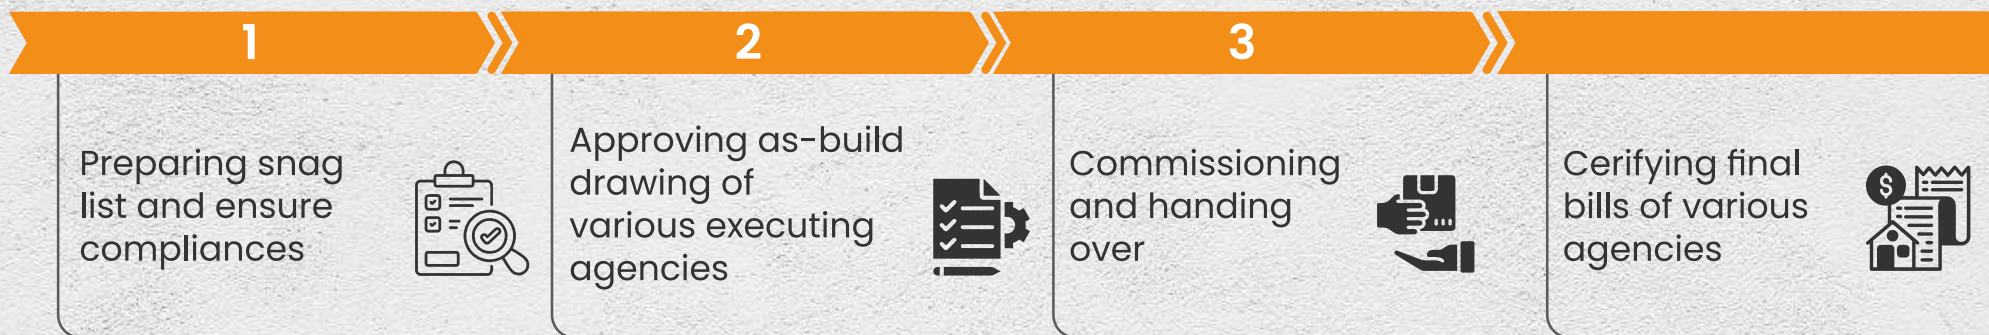 1
Preparing snag
list and ensure
compliances
2
Approving as-build
drawing of
various executing
agencies
3
Commissioning
and handing
over
Cerifying final
bills of various
agencies
$